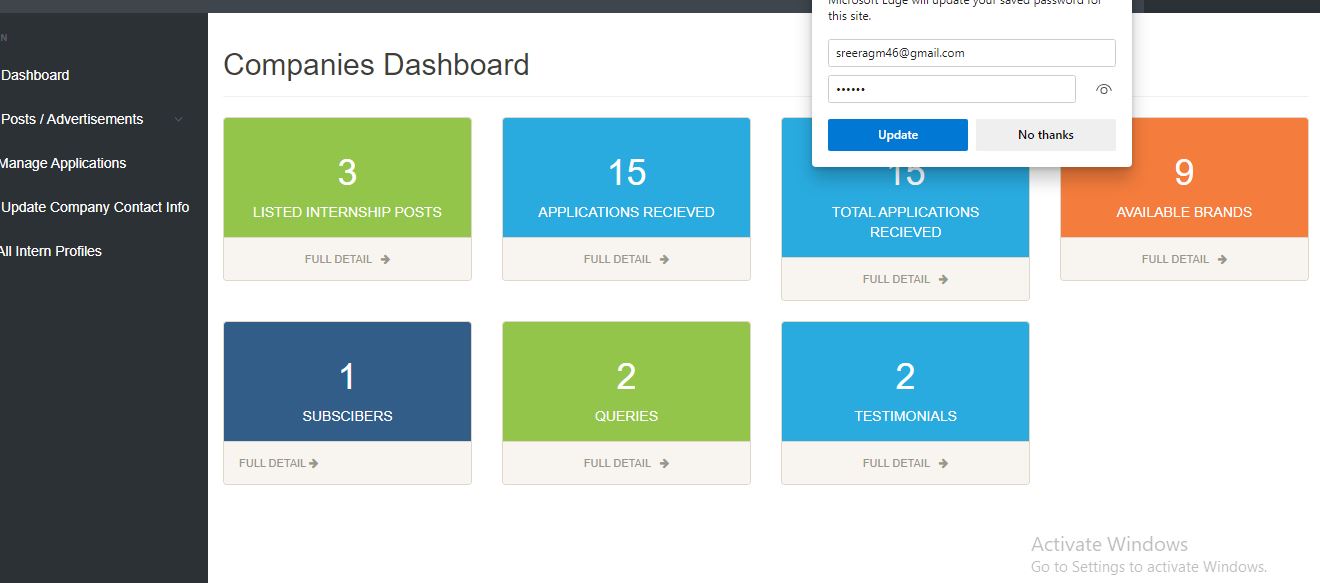 Microsoft Edge will update your saved password for
this site.
sreeragm46@gmail.com
••••••
Update
No thanks
N
Dashboard
Posts / Advertisements
Manage Applications
Update Company Contact Info
All Intern Profiles
Companies Dashboard
3
LISTED INTERNSHIP POSTS
FULL DETAIL
15
APPLICATIONS RECIEVED
FULL DETAIL
15
TOTAL APPLICATIONS
RECIEVED
FULL DETAIL
9
AVAILABLE BRANDS
FULL DETAIL
1
SUBSCIBERS
FULL DETAIL
2
QUERIES
FULL DETAIL
2
TESTIMONIALS
FULL DETAIL
Activate Windows
Go to Settings to activate Windows.